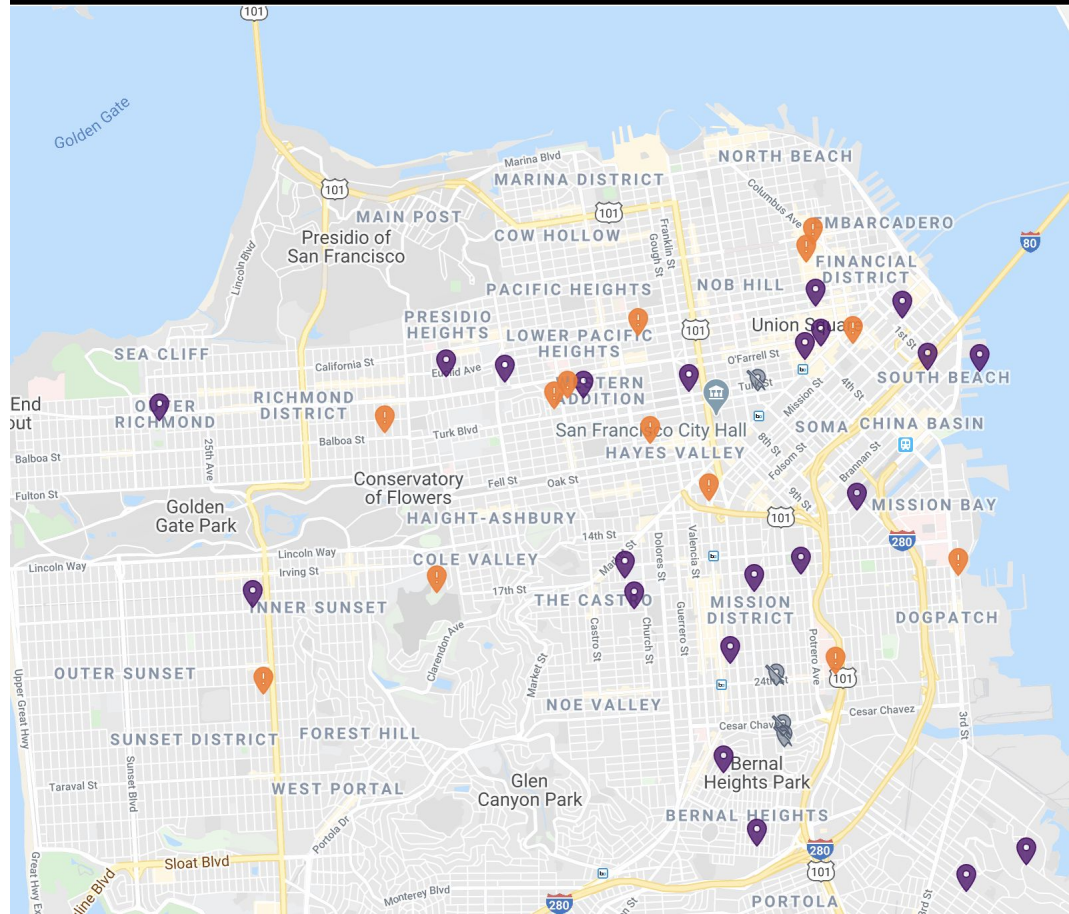 101
Golden Gate
Marina Blvd
NORTH BEACH
MARINA DISTRICT
101
Columbus Ave
MAIN POST
101
EMBARCADERO
Presidio of
San Francisco
COW HOLLOW
Franklin St
Gough St
80
Lincoln Blvd
FINANCIAL
DISTRICT
NOB HILL
PACIFIC HEIGHTS
PRESIDIO
HEIGHTS
101
Union Square
1st St
LOWER PACIFIC
HEIGHTS
SEA CLIFF
California St
O'Farrell St
Euclid Ave
SOUTH BEACH
Turk St
Mission St
4th St
End
out
OUTER
RICHMOND
RICHMOND
DISTRICT
WESTERN
ADDITION
Balboa St
Turk Blvd
San Francisco City Hall
SOMA
CHINA BASIN
25th Ave
8th St
Folsom St
Brannan St
Balboa St
HAYES VALLEY
Conservatory
of Flowers
Fell St
Oak St
Fulton St
9th St
Golden
Gate Park
MISSION BAY
HAIGHT-ASHBURY
101
14th St
280
Valencia St
Dolores St
Market St
Lincoln Way
Lincoln Way
COLE VALLEY
Irving St
17th St
INNER SUNSET
THE CASTRO
MISSION
DISTRICT
DOGPATCH
Guerrero St
Castro St
Church St
Clarendon Ave
Potrero Ave
OUTER SUNSET
Market St
24th St
101
Upper Great Hwy
NOE VALLEY
Cesar Chavez
Cesar Chavez
3rd St
SUNSET DISTRICT
FOREST HILL
Sunset Blvd
Taraval St
Glen
Canyon Park
Bernal
Heights Park
WEST PORTAL
BERNAL HEIGHTS
Portola Dr
280
Sloat Blvd
101
Great Hwy
line Blvd
Monterey Blvd
280
PORTOLA
3rd St